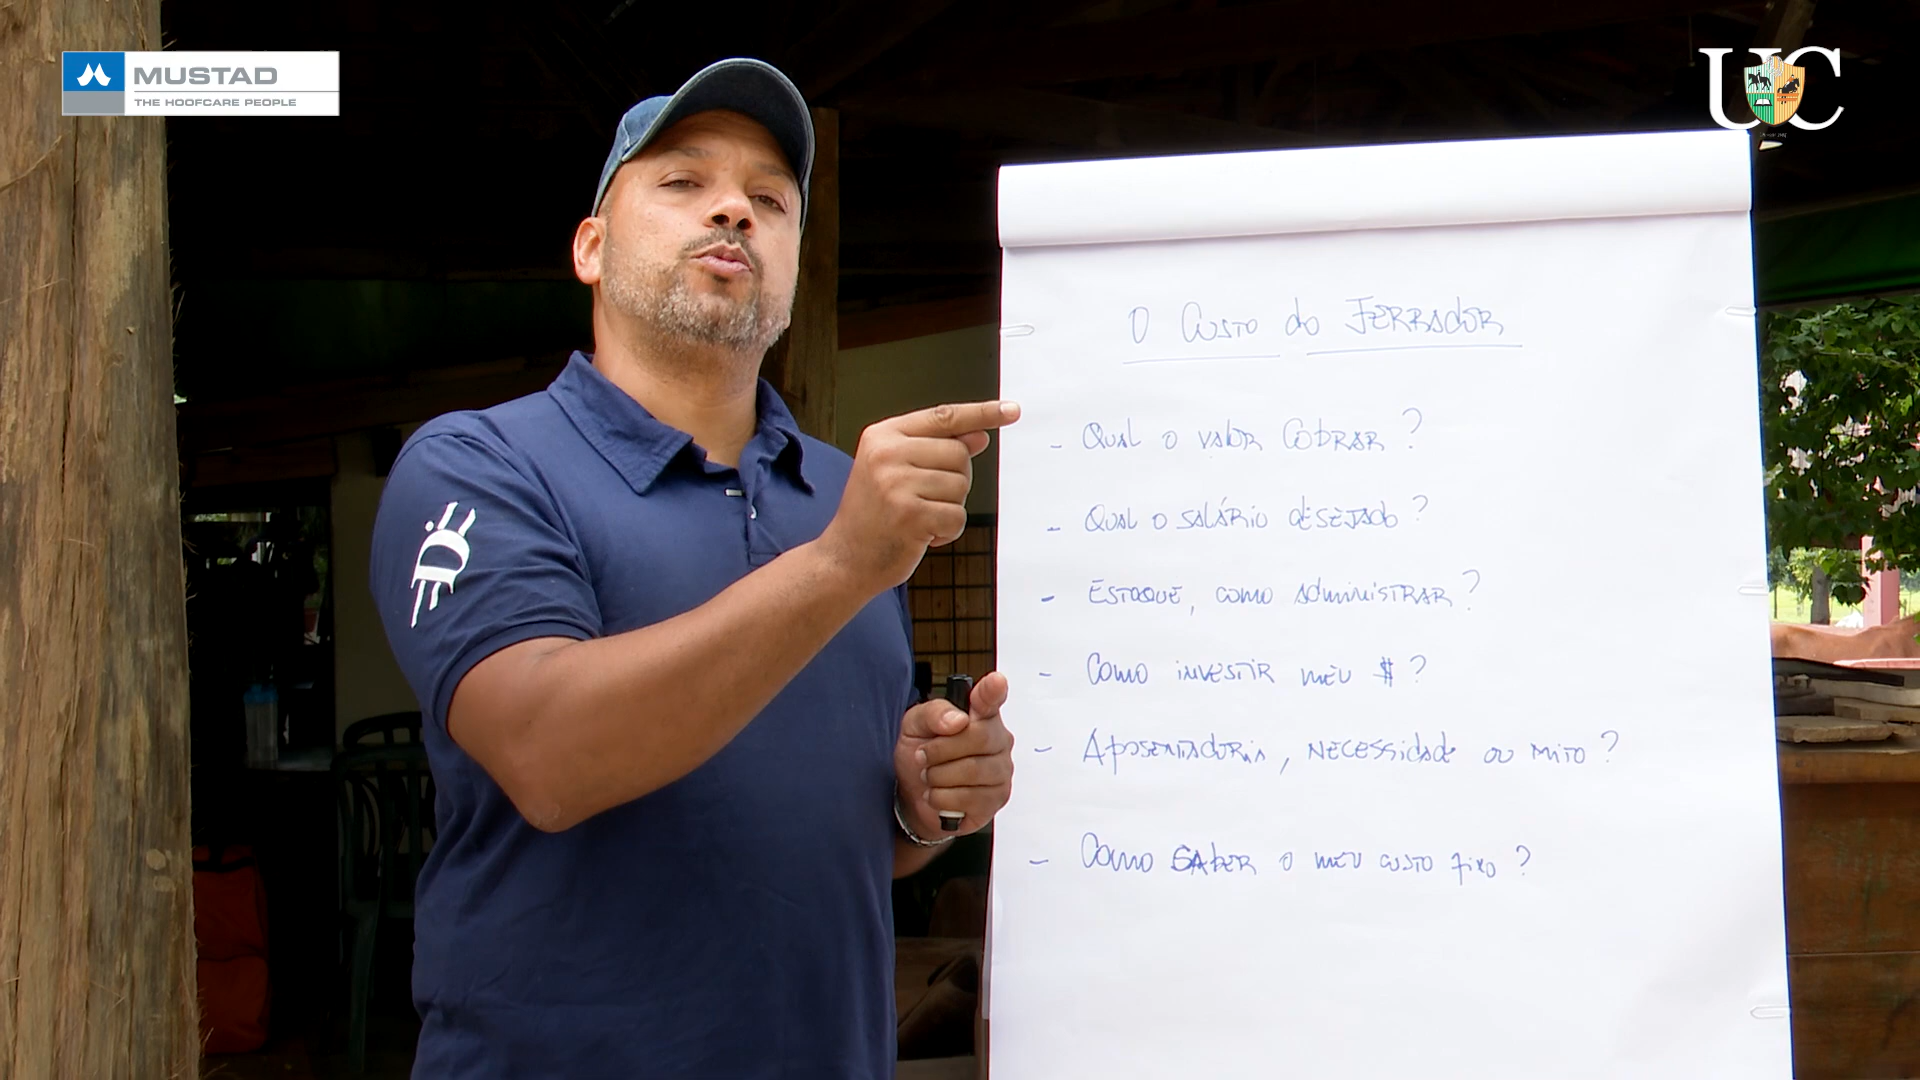 MUSTAD
THE HOOFCARE PEOPLE
UC
O Custo do Ferrador
- Qual o valor cobrar ?
- Qual o salário desejado ?
- Estoque, como administrar ?
- Como investir meu $ ?
- Aposentadoria, necessidade ou mito ?
- Como saber o meu custo fixo ?